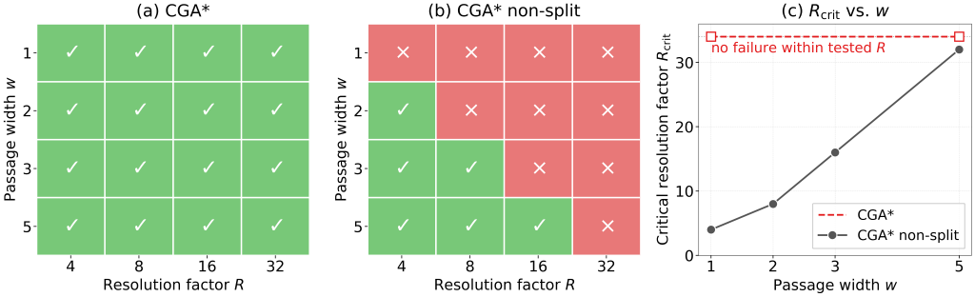 (a) CGA*
Passage width w
1
✓ ✓ ✓ ✓
2
✓ ✓ ✓ ✓
3
✓ ✓ ✓ ✓
5
✓ ✓ ✓ ✓
4 8 16 32
Resolution factor R
(b) CGA* non-split
Passage width w
1
× × × ×
2
✓ × × ×
3
✓ ✓ × ×
5
✓ ✓ ✓ ×
4 8 16 32
Resolution factor R
(c) R_crit vs. w
Critical resolution factor R_crit
30
20
10
0
no failure within tested R
CGA*
CGA* non-split
1 2 3 5
Passage width w